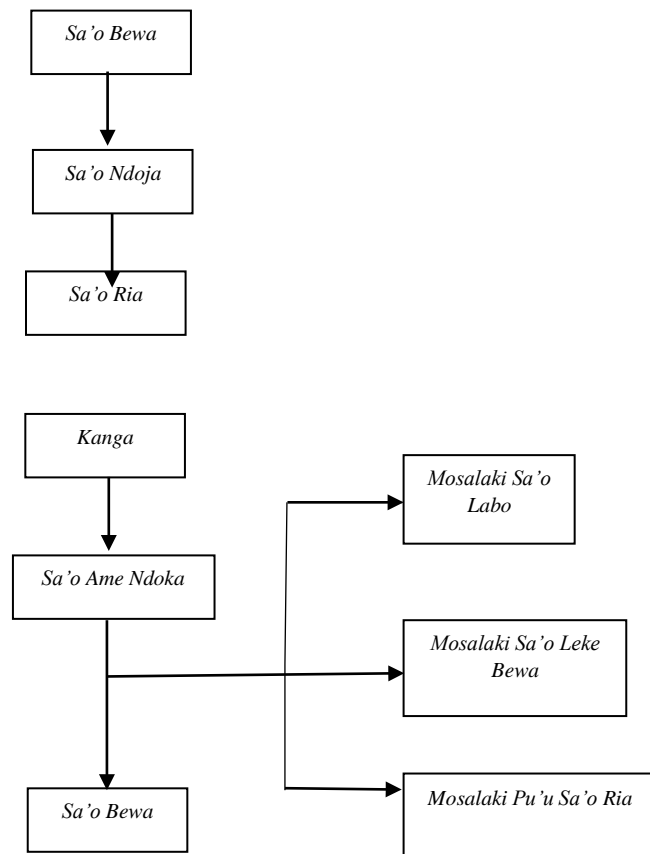 Sa’o Bewa
Sa’o Ndoja
Sa’o Ria
Kanga
Sa’o Ame Ndoka
Sa’o Bewa
Mosalaki Sa’o
Labo
Mosalaki Sa’o Leke
Bewa
Mosalaki Pu’u Sa’o Ria